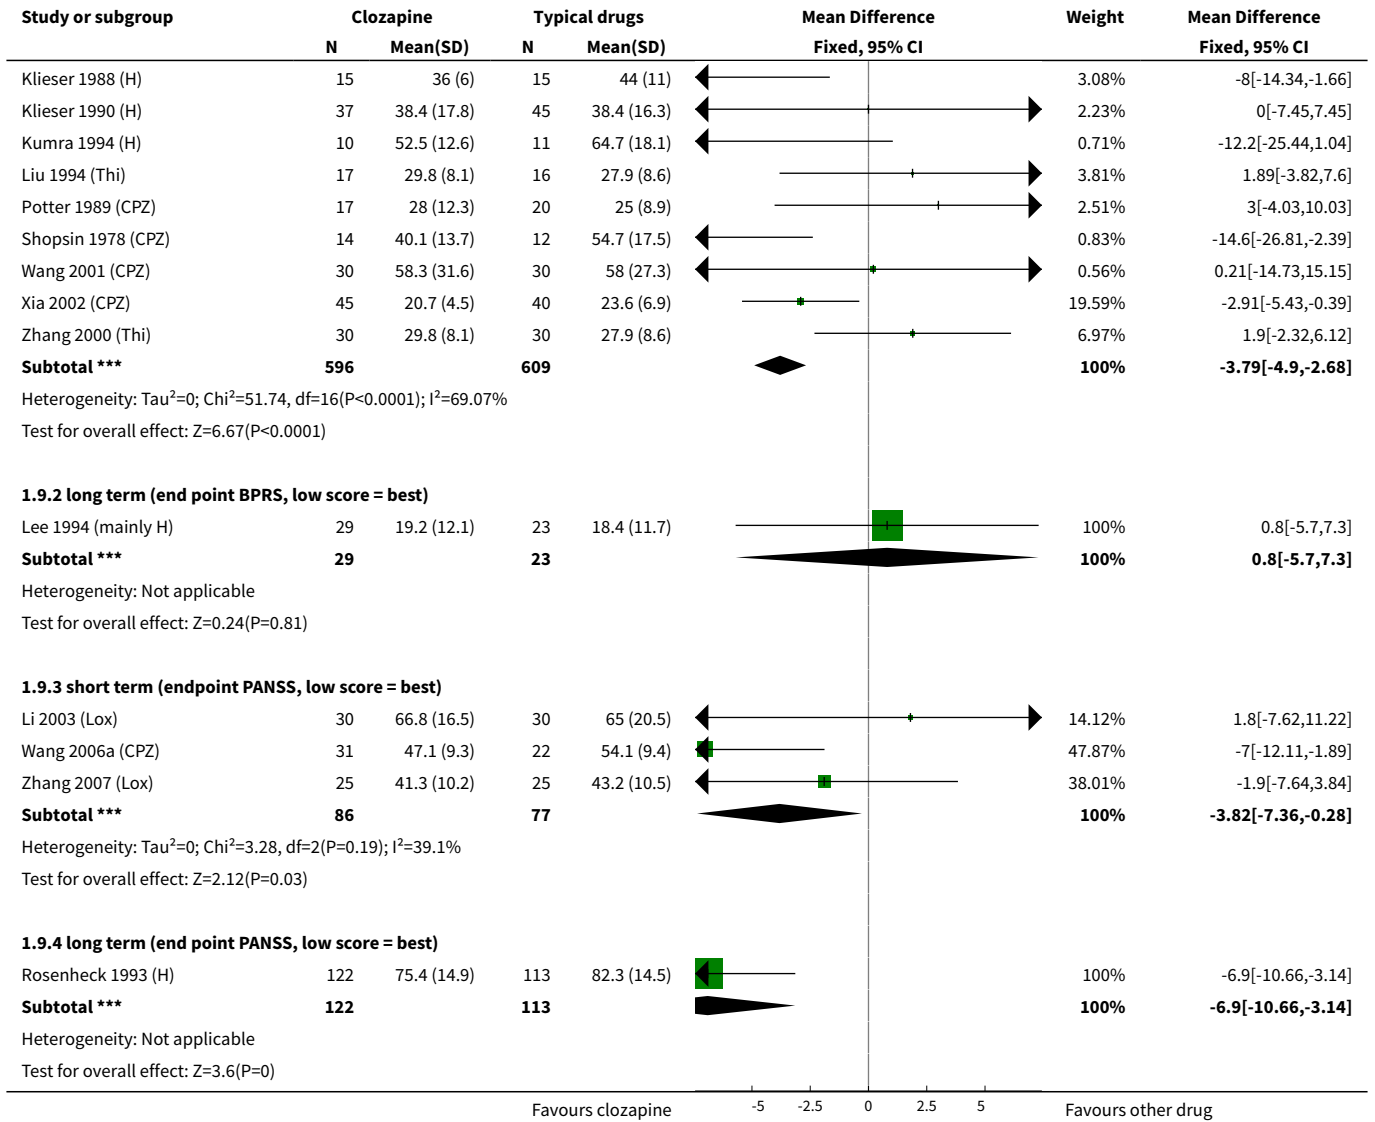 Study or subgroup Clozapine Typical drugs Mean Difference Weight Mean Difference
N Mean(SD) N Mean(SD) Fixed, 95% CI Fixed, 95% CI
Klieser 1988 (H) 15 36 (6) 15 44 (11) 3.08% -8[-14.34,-1.66]
Klieser 1990 (H) 37 38.4 (17.8) 45 38.4 (16.3) 2.23% 0[-7.45,7.45]
Kumra 1994 (H) 10 52.5 (12.6) 11 64.7 (18.1) 0.71% -12.2[-25.44,1.04]
Liu 1994 (Thi) 17 29.8 (8.1) 16 27.9 (8.6) 3.81% 1.89[-3.82,7.6]
Potter 1989 (CPZ) 17 28 (12.3) 20 25 (8.9) 2.51% 3[-4.03,10.03]
Shopsin 1978 (CPZ) 14 40.1 (13.7) 12 54.7 (17.5) 0.83% -14.6[-26.81,-2.39]
Wang 2001 (CPZ) 30 58.3 (31.6) 30 58 (27.3) 0.56% 0.21[-14.73,15.15]
Xia 2002 (CPZ) 45 20.7 (4.5) 40 23.6 (6.9) 19.59% -2.91[-5.43,-0.39]
Zhang 2000 (Thi) 30 29.8 (8.1) 30 27.9 (8.6) 6.97% 1.9[-2.32,6.12]
Subtotal *** 596 609 100% -3.79[-4.9,-2.68]
Heterogeneity: Tau²=0; Chi²=51.74, df=16(P<0.0001); I²=69.07%
Test for overall effect: Z=6.67(P<0.0001)
1.9.2 long term (end point BPRS, low score = best)
Lee 1994 (mainly H) 29 19.2 (12.1) 23 18.4 (11.7) 100% 0.8[-5.7,7.3]
Subtotal *** 29 23 100% 0.8[-5.7,7.3]
Heterogeneity: Not applicable
Test for overall effect: Z=0.24(P=0.81)
1.9.3 short term (endpoint PANSS, low score = best)
Li 2003 (Lox) 30 66.8 (16.5) 30 65 (20.5) 14.12% 1.8[-7.62,11.22]
Wang 2006a (CPZ) 31 47.1 (9.3) 22 54.1 (9.4) 47.87% -7[-12.11,-1.89]
Zhang 2007 (Lox) 25 41.3 (10.2) 25 43.2 (10.5) 38.01% -1.9[-7.64,3.84]
Subtotal *** 86 77 100% -3.82[-7.36,-0.28]
Heterogeneity: Tau²=0; Chi²=3.28, df=2(P=0.19); I²=39.1%
Test for overall effect: Z=2.12(P=0.03)
1.9.4 long term (end point PANSS, low score = best)
Rosenheck 1993 (H) 122 75.4 (14.9) 113 82.3 (14.5) 100% -6.9[-10.66,-3.14]
Subtotal *** 122 113 100% -6.9[-10.66,-3.14]
Heterogeneity: Not applicable
Test for overall effect: Z=3.6(P=0)
Favours clozapine -5 -2.5 0 2.5 5 Favours other drug